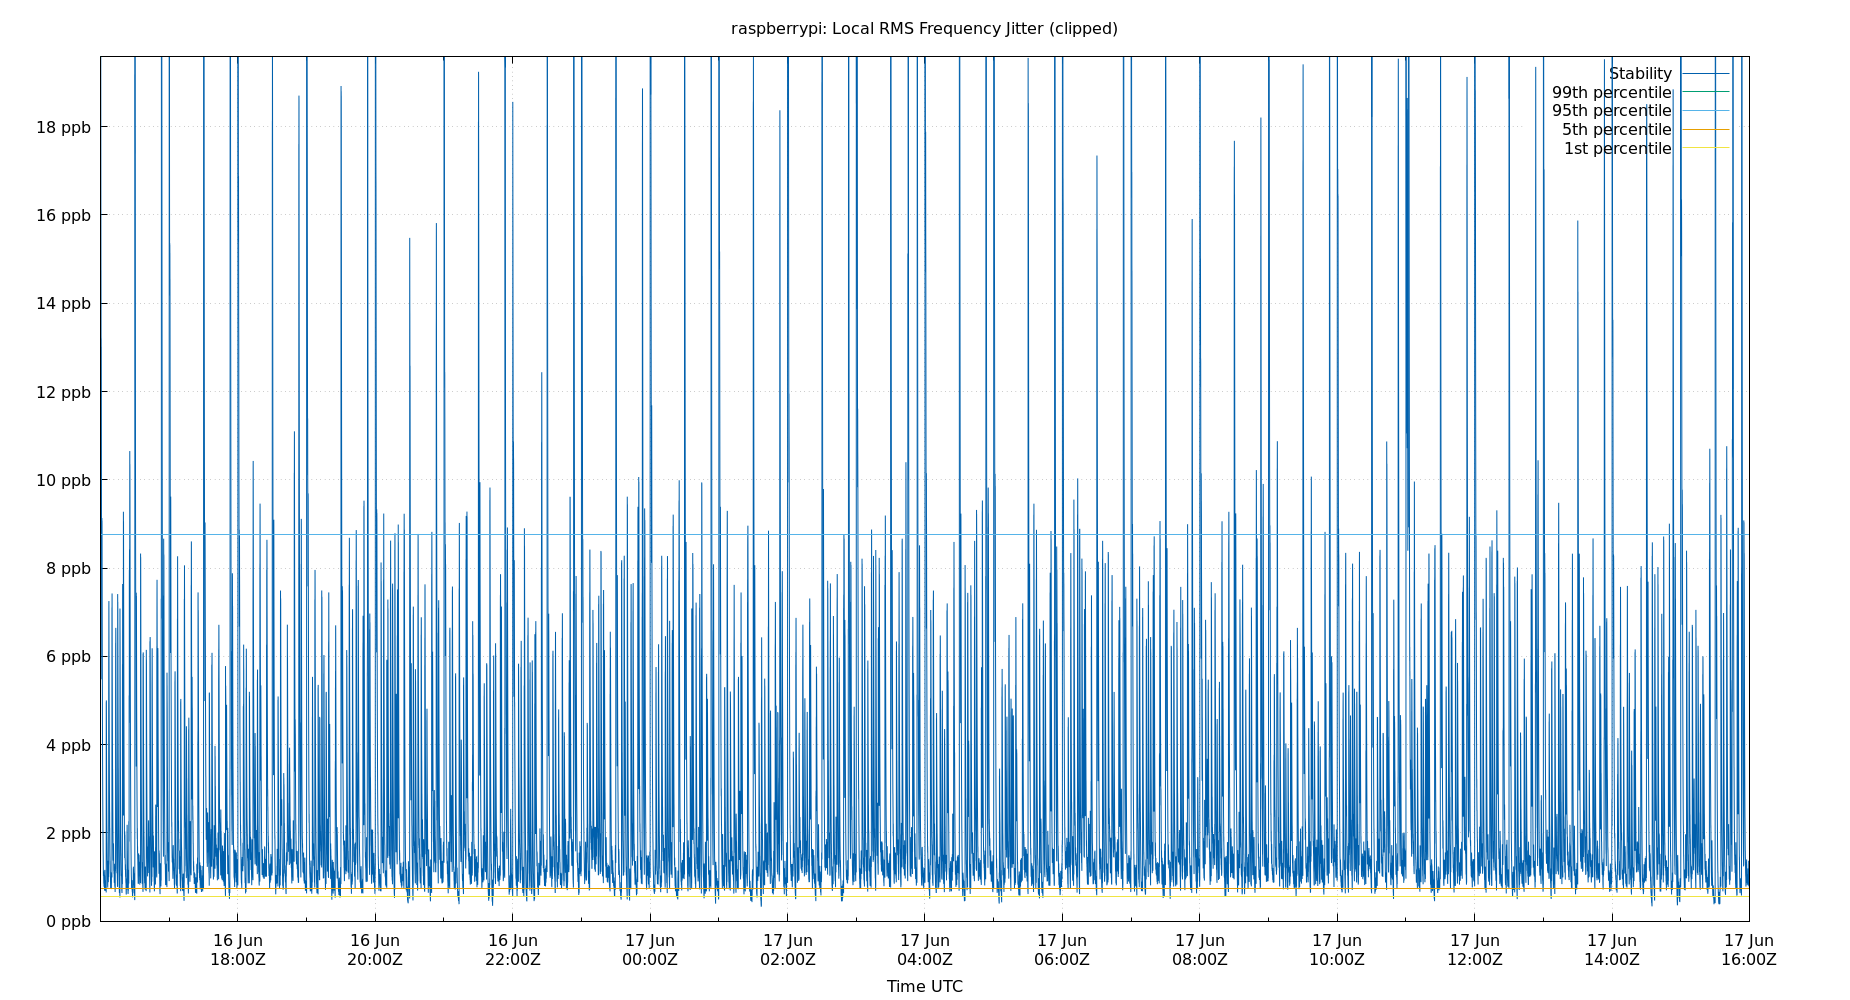 raspberrypi: Local RMS Frequency Jitter (clipped)
Stability
99th percentile
95th percentile
5th percentile
1st percentile
18 ppb
16 ppb
14 ppb
12 ppb
10 ppb
8 ppb
6 ppb
4 ppb
2 ppb
0 ppb
16 Jun 16 Jun 16 Jun 17 Jun 17 Jun 17 Jun 17 Jun 17 Jun 17 Jun 17 Jun 17 Jun 17 Jun
18:00Z 20:00Z 22:00Z 00:00Z 02:00Z 04:00Z 06:00Z 08:00Z 10:00Z 12:00Z 14:00Z 16:00Z
Time UTC